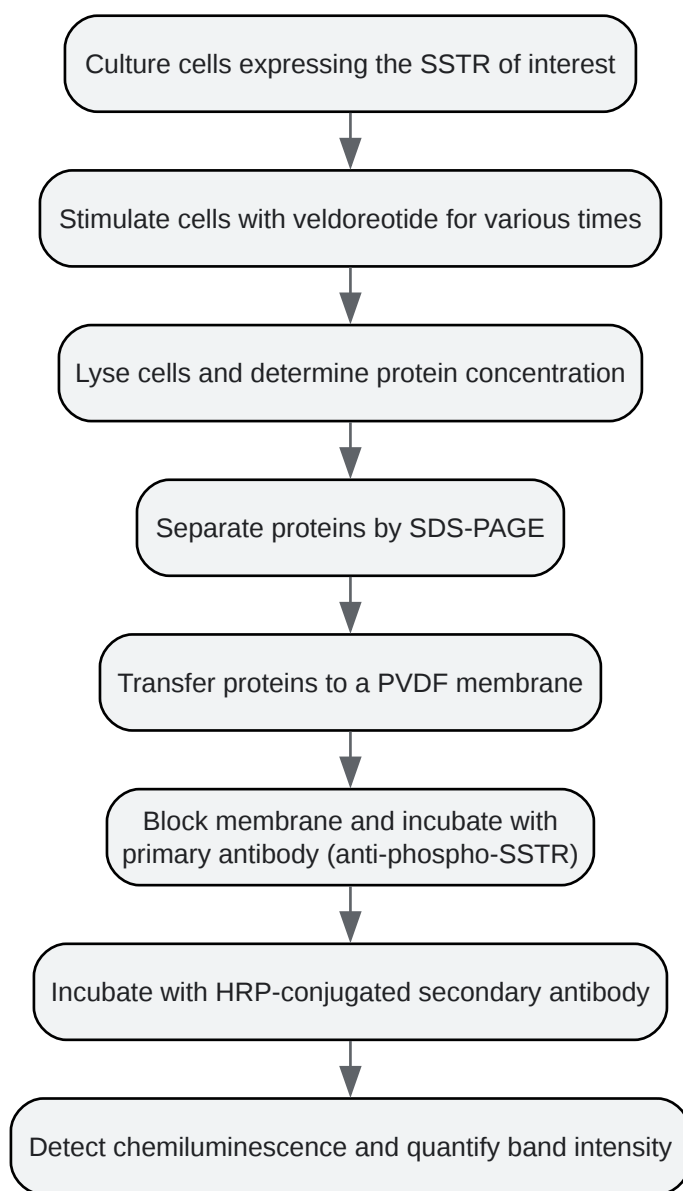 Culture cells expressing the SSTR of interest
Stimulate cells with veldoreotide for various times
Lyse cells and determine protein concentration
Separate proteins by SDS-PAGE
Transfer proteins to a PVDF membrane
Block membrane and incubate with
primary antibody (anti-phospho-SSTR)
Incubate with HRP-conjugated secondary antibody
Detect chemiluminescence and quantify band intensity